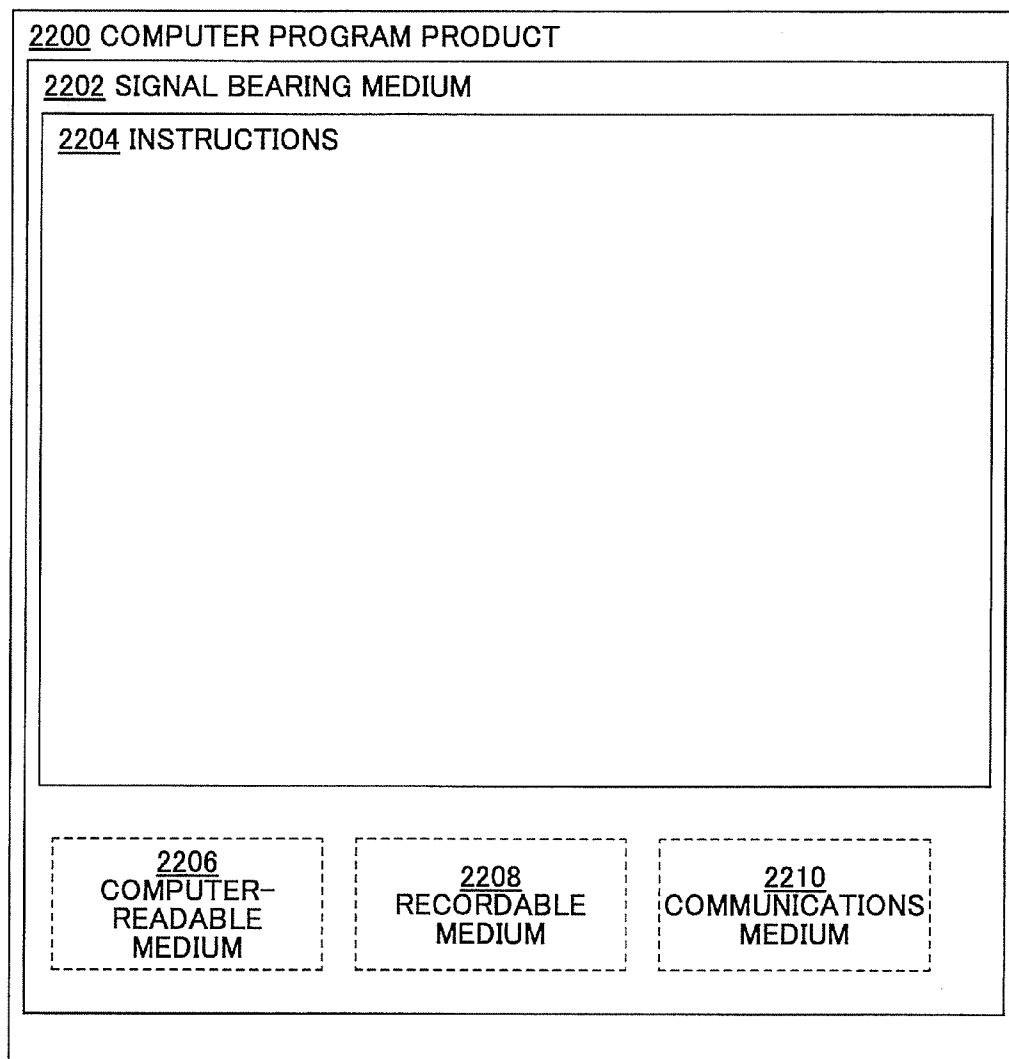 2200 COMPUTER PROGRAM PRODUCT
2202 SIGNAL BEARING MEDIUM
2204 INSTRUCTIONS
2206
COMPUTER-
READABLE
MEDIUM
2208
RECORDABLE
MEDIUM
2210
COMMUNICATIONS
MEDIUM